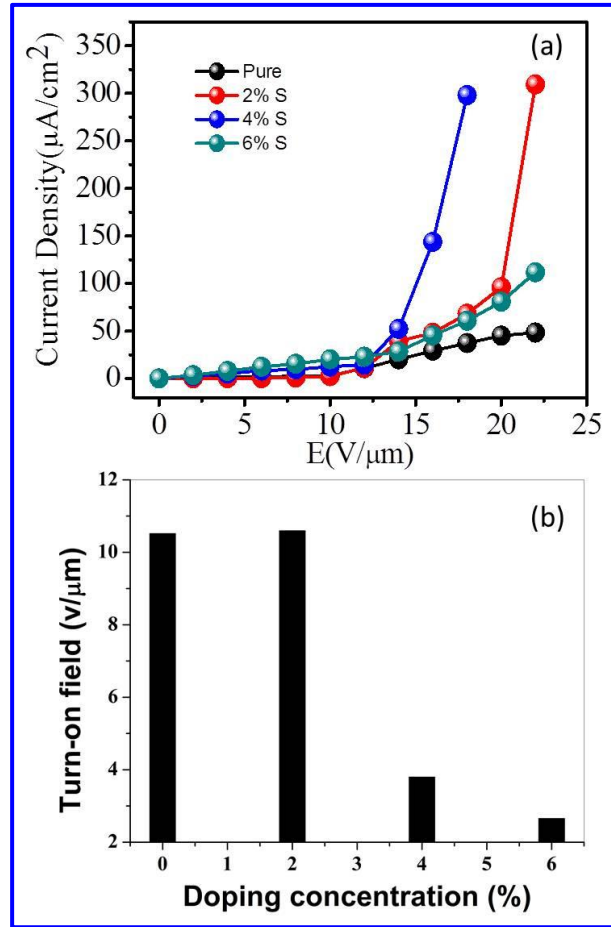 (a)
350
300
250
200
150
100
50
0
Current Density(μA/cm²)
Pure
2% S
4% S
6% S
0 5 10 15 20 25
E(V/μm)
(b)
12
10
8
6
4
2
Turn-on field (v/μm)
0 1 2 3 4 5 6
Doping concentration (%)